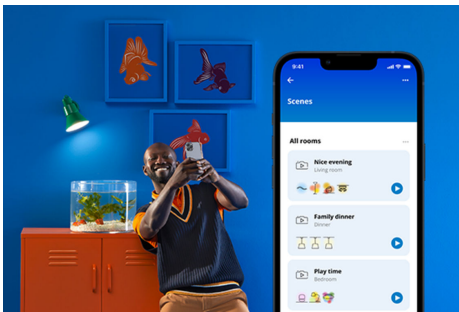 9:41
Scenes
All rooms
Nice evening
Living room
Family dinner
Dinner
Play time
Bedroom